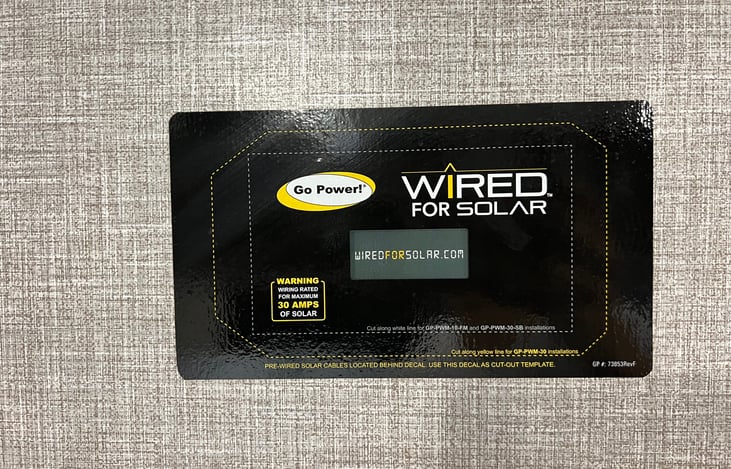 Go Power!®
WIRED™
FOR SOLAR
WIREDFORSOLAR.COM
WARNING
WIRING RATED
FOR MAXIMUM
30 AMPS
OF SOLAR
Cut along white line for GP-PWM-10-FM and GP-PWM-30-SB installations
Cut along yellow line for GP-PWM-30 installations
PRE-WIRED SOLAR CABLES LOCATED BEHIND DECAL. USE THIS DECAL AS CUT-OUT TEMPLATE.
GP #: 73853RevF